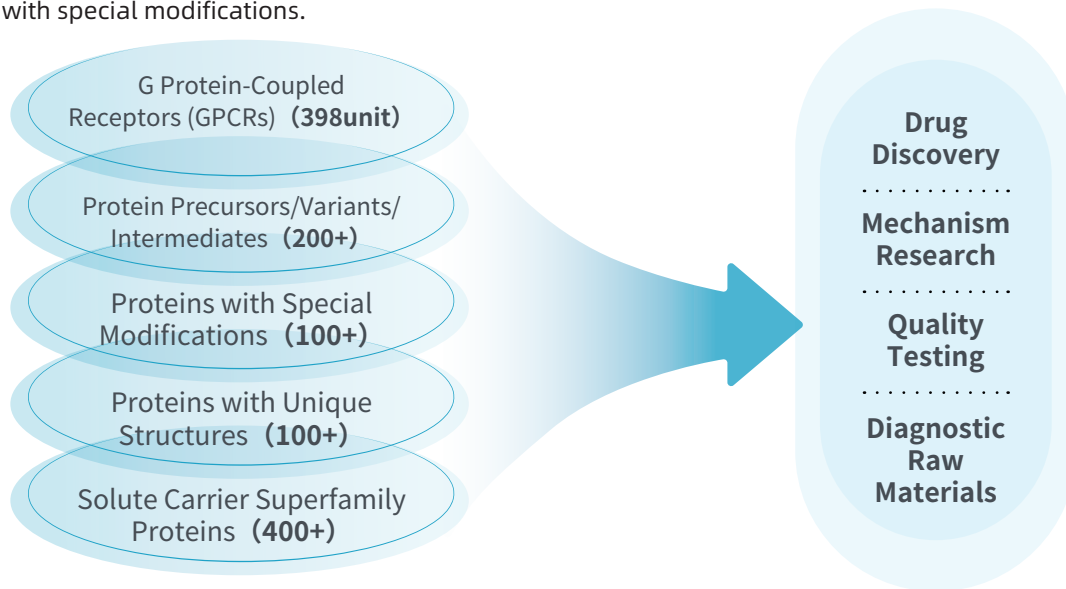 with special modifications.
G Protein-Coupled
Receptors (GPCRs)（398unit）
Protein Precursors/Variants/
Intermediates（200+）
Proteins with Special
Modifications（100+）
Proteins with Unique
Structures（100+）
Solute Carrier Superfamily
Proteins（400+）
Drug
Discovery
Mechanism
Research
Quality
Testing
Diagnostic
Raw
Materials